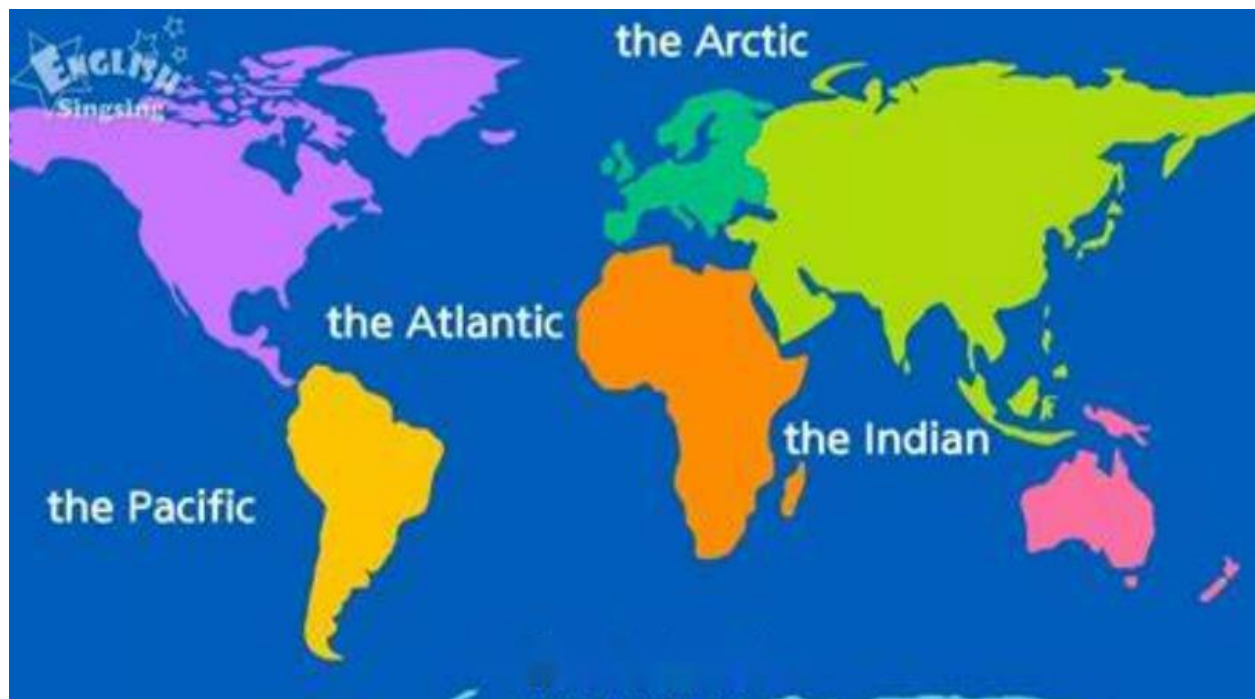 ENGLISH
Singsing
the Arctic
the Atlantic
the Indian
the Pacific